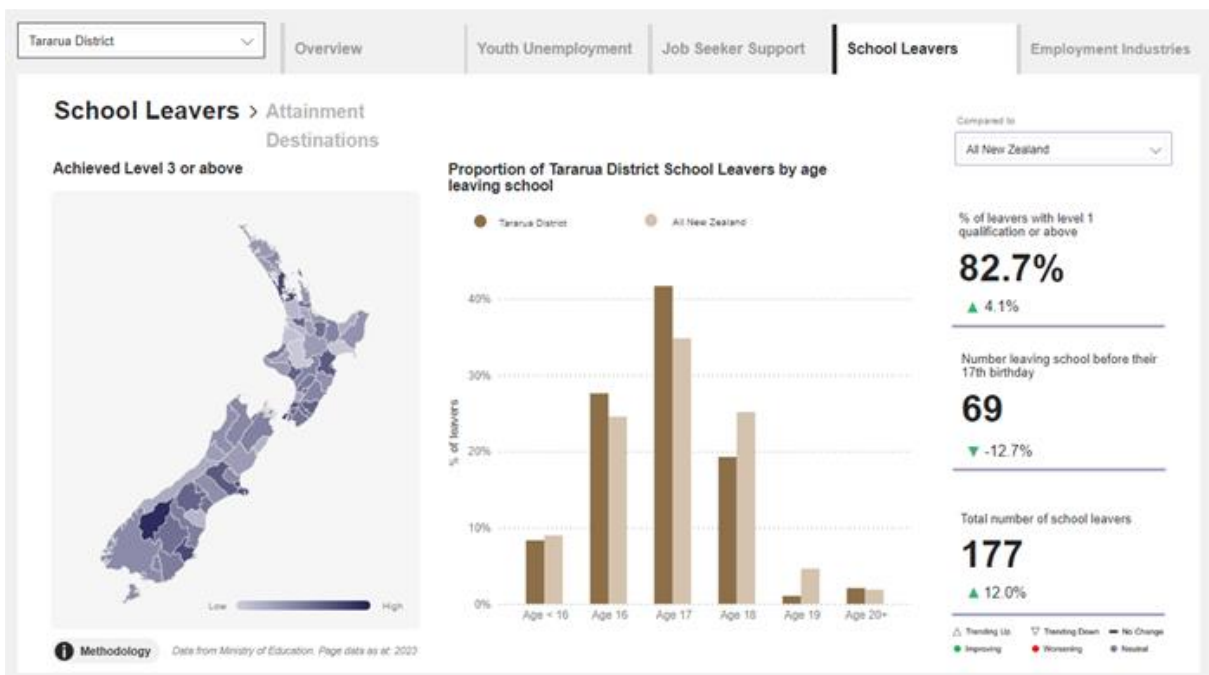 Tararua District
Overview
Youth Unemployment
Job Seeker Support
School Leavers
Employment Industries
School Leavers > Attainment
Destinations
Compared to
All New Zealand
Achieved Level 3 or above
Low
High
Proportion of Tararua District School Leavers by age
leaving school
Tararua District
All New Zealand
% of leavers
40%
30%
20%
10%
0%
Age < 16
Age 16
Age 17
Age 18
Age 19
Age 20+
% of leavers with level 1
qualification or above
82.7%
▲ 4.1%
Number leaving school before their
17th birthday
69
▼ -12.7%
Total number of school leavers
177
▲ 12.0%
Trending Up
Trending Down
No Change
Improving
Worsening
Neutral
Methodology
Data from Ministry of Education. Page data as at: 2023